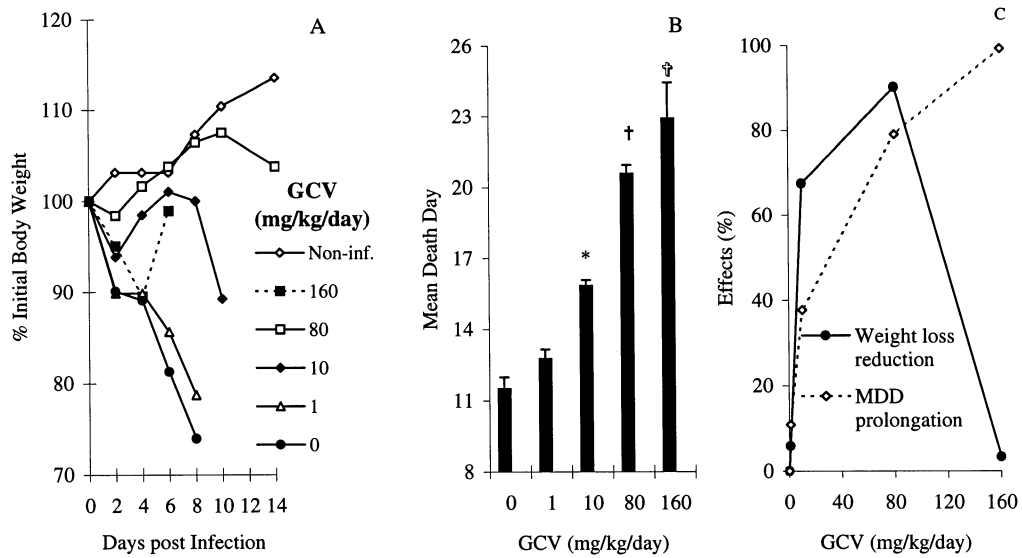 A
120
110
100
90
80
70
% Initial Body Weight
0 2 4 6 8 10 12 14
Days post Infection
GCV
(mg/kg/day)
Non-inf.
160
80
10
1
0
B
26
23
20
17
14
11
8
Mean Death Day
*
†
✞
0 1 10 80 160
GCV (mg/kg/day)
C
100
80
60
40
20
0
Effects (%)
Weight loss
reduction
MDD
prolongation
0 40 80 120 160
GCV (mg/kg/day)